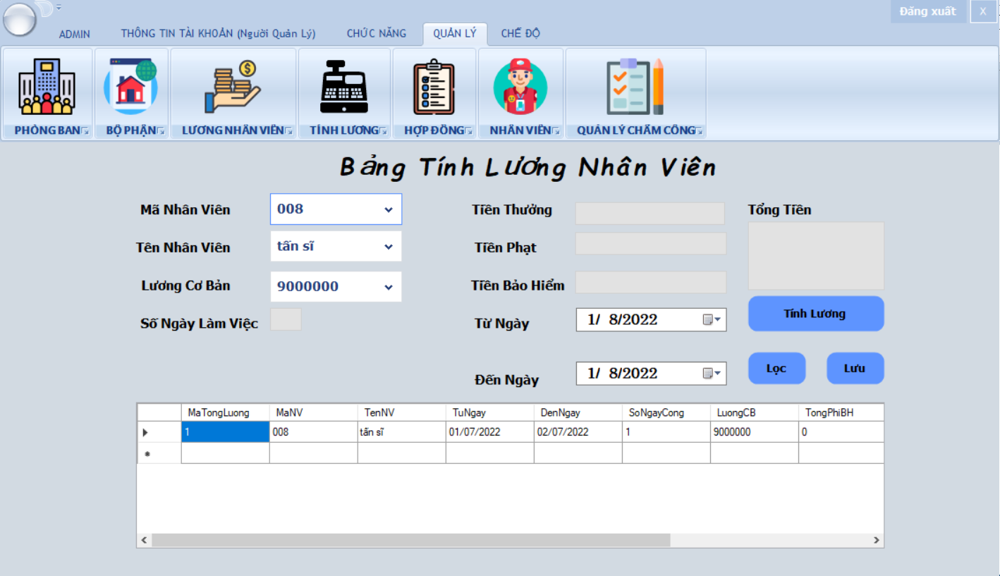 Đăng xuất X
ADMIN THÔNG TIN TÀI KHOẢN (Người Quản Lý) CHỨC NĂNG QUẢN LÝ CHẾ ĐỘ
PHÒNG BAN BỘ PHẬN LƯƠNG NHÂN VIÊN TÍNH LƯƠNG HỢP ĐỒNG NHÂN VIÊN QUẢN LÝ CHẤM CÔNG
Bảng Tính Lương Nhân Viên
Mã Nhân Viên 008 Tiền Thưởng Tổng Tiền
Tên Nhân Viên tấn sĩ Tiền Phạt
Lương Cơ Bản 9000000 Tiền Bảo Hiểm
Số Ngày Làm Việc Từ Ngày 1/ 8/2022 Tính Lương
Đến Ngày 1/ 8/2022 Lọc Lưu
MaTongLuong MaNV TenNV TuNgay DenNgay SoNgayCong LuongCB TongPhiBH
1 008 tấn sĩ 01/07/2022 02/07/2022 1 9000000 0